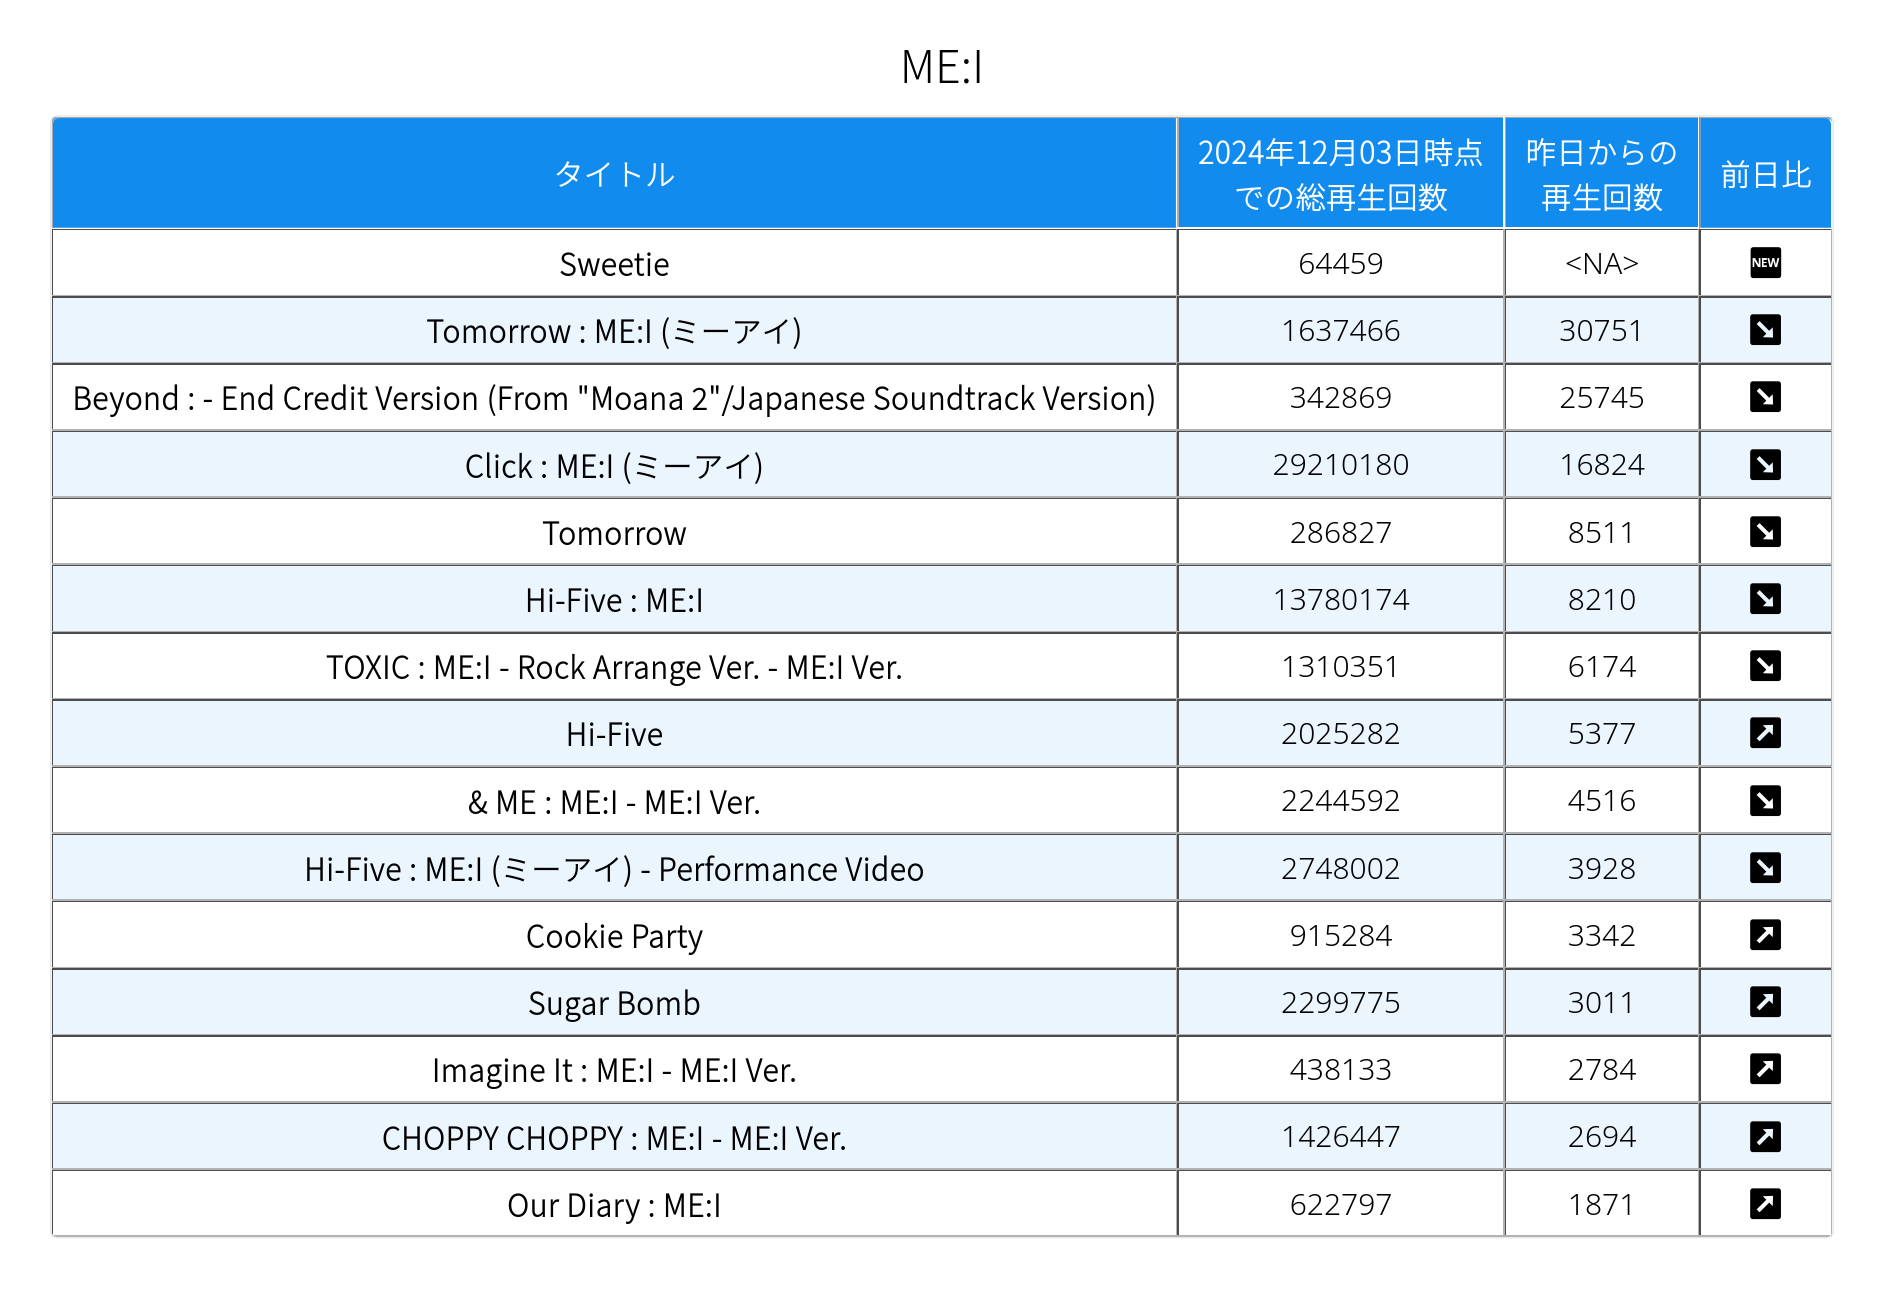 ME:I
タイトル 2024年12月03日時点 昨日からの 前日比
での総再生回数 再生回数
Sweetie 64459 <NA> NEW
Tomorrow : ME:I (ミーアイ) 1637466 30751
Beyond : - End Credit Version (From "Moana 2"/Japanese Soundtrack Version) 342869 25745
Click : ME:I (ミーアイ) 29210180 16824
Tomorrow 286827 8511
Hi-Five : ME:I 13780174 8210
TOXIC : ME:I - Rock Arrange Ver. - ME:I Ver. 1310351 6174
Hi-Five 2025282 5377
& ME : ME:I - ME:I Ver. 2244592 4516
Hi-Five : ME:I (ミーアイ) - Performance Video 2748002 3928
Cookie Party 915284 3342
Sugar Bomb 2299775 3011
Imagine It : ME:I - ME:I Ver. 438133 2784
CHOPPY CHOPPY : ME:I - ME:I Ver. 1426447 2694
Our Diary : ME:I 622797 1871